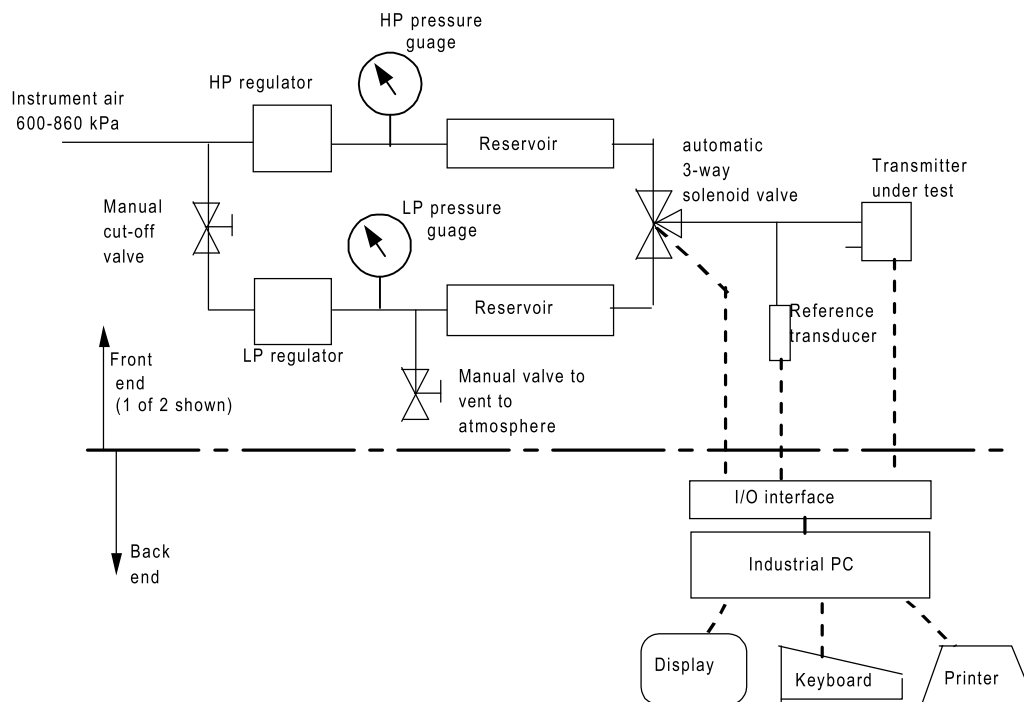 HP pressure
guage
HP regulator
Instrument air
600-860 kPa
Reservoir
automatic
3-way
solenoid valve
Transmitter
under test
Manual
cut-off
valve
LP pressure
guage
Reservoir
Reference
transducer
LP regulator
Front
end
(1 of 2 shown)
Manual valve to
vent to
atmosphere
I/O interface
Back
end
Industrial PC
Display
Keyboard
Printer